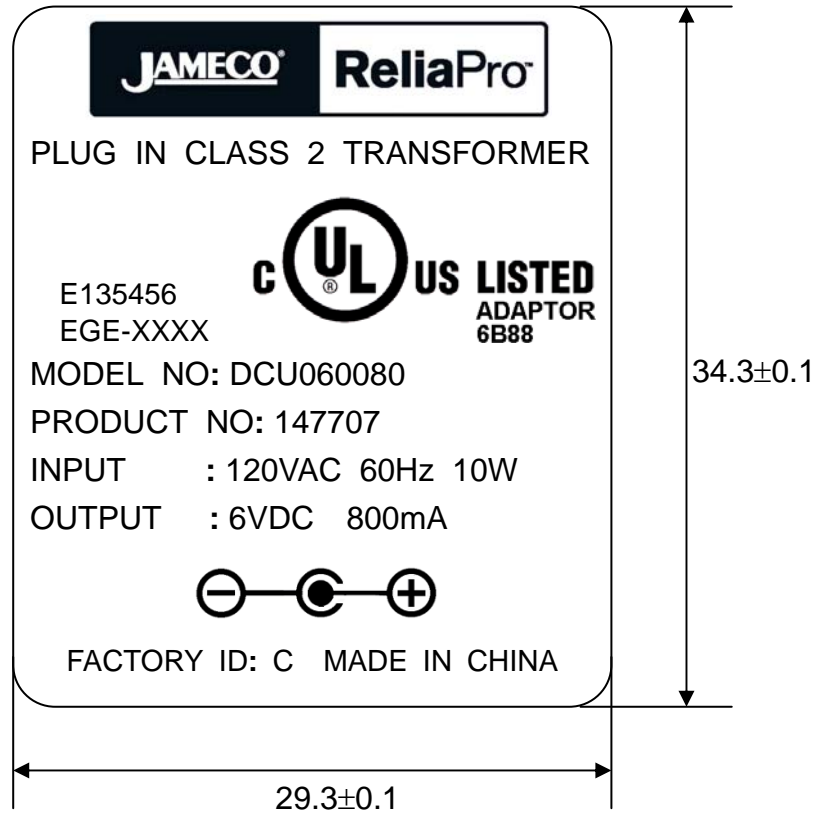 JAMECO® ReliaPro™
PLUG IN CLASS 2 TRANSFORMER
C UL® US LISTED
ADAPTOR
6B88
E135456
EGE-XXXX
MODEL NO: DCU060080
PRODUCT NO: 147707
INPUT : 120VAC 60Hz 10W
OUTPUT : 6VDC 800mA
FACTORY ID: C MADE IN CHINA
34.3±0.1
29.3±0.1